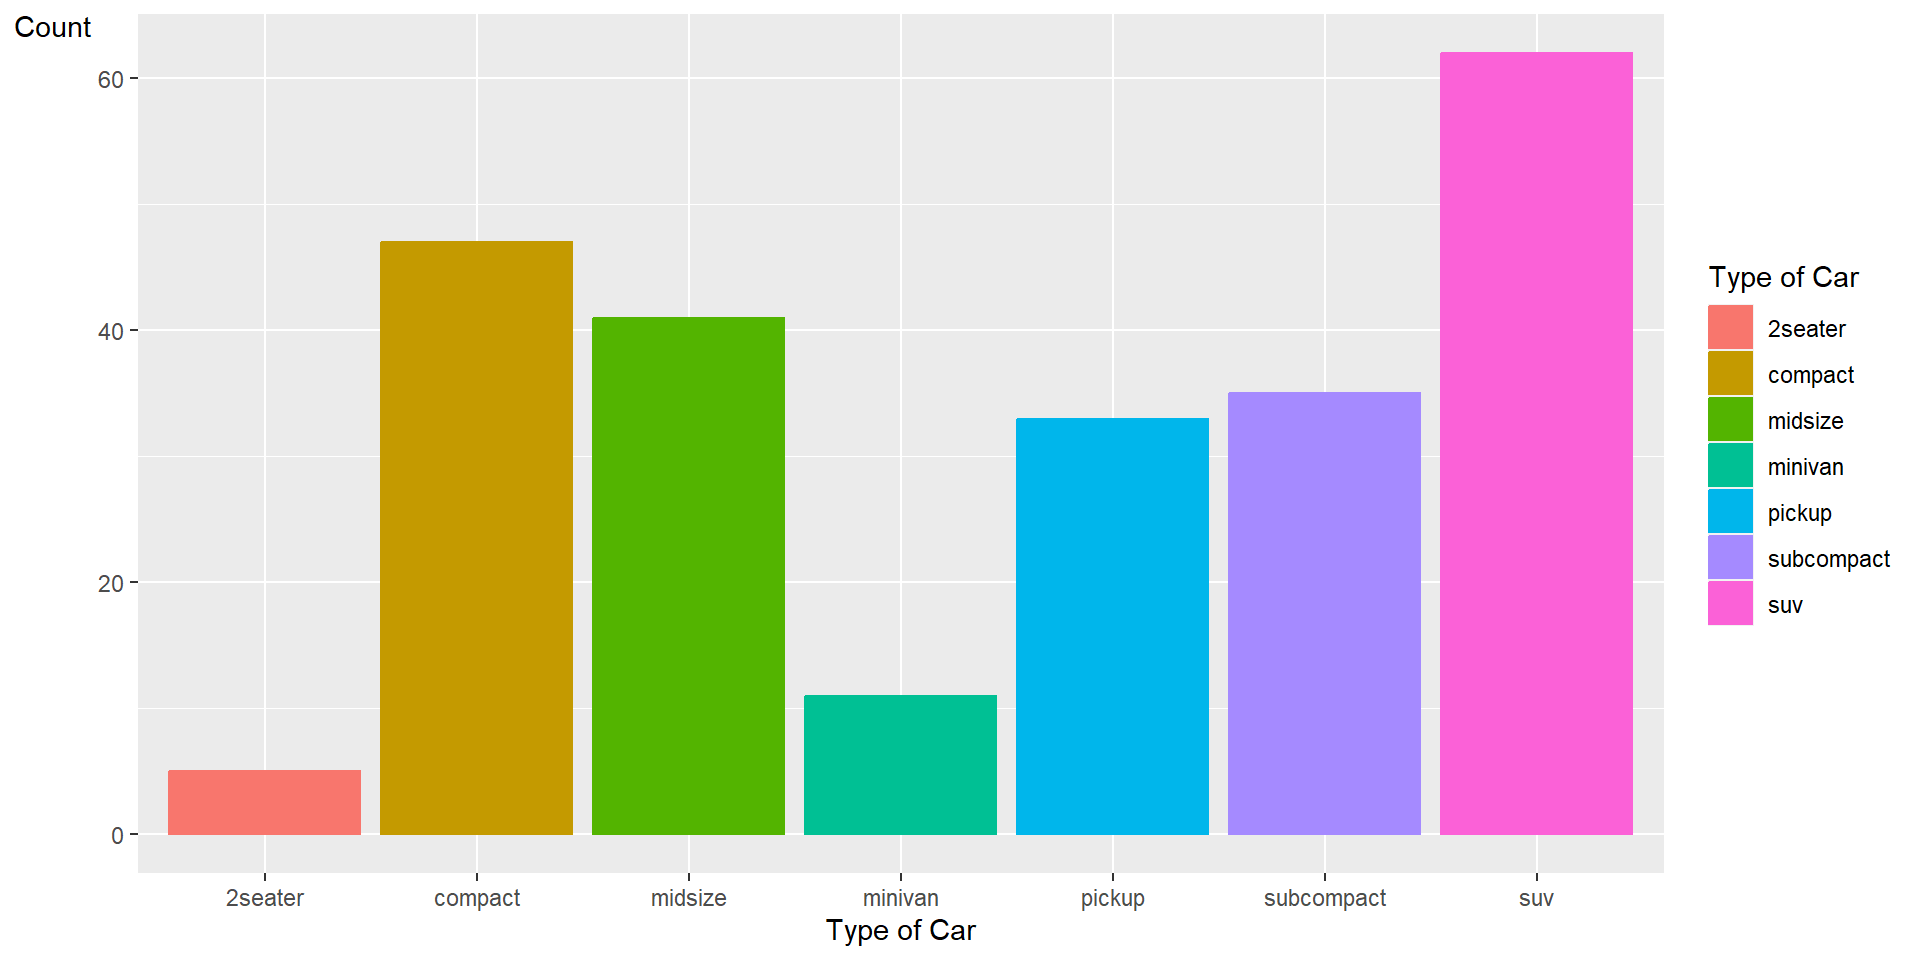 Count
60
40
20
0
2seater compact midsize minivan pickup subcompact suv
Type of Car
Type of Car
2seater
compact
midsize
minivan
pickup
subcompact
suv